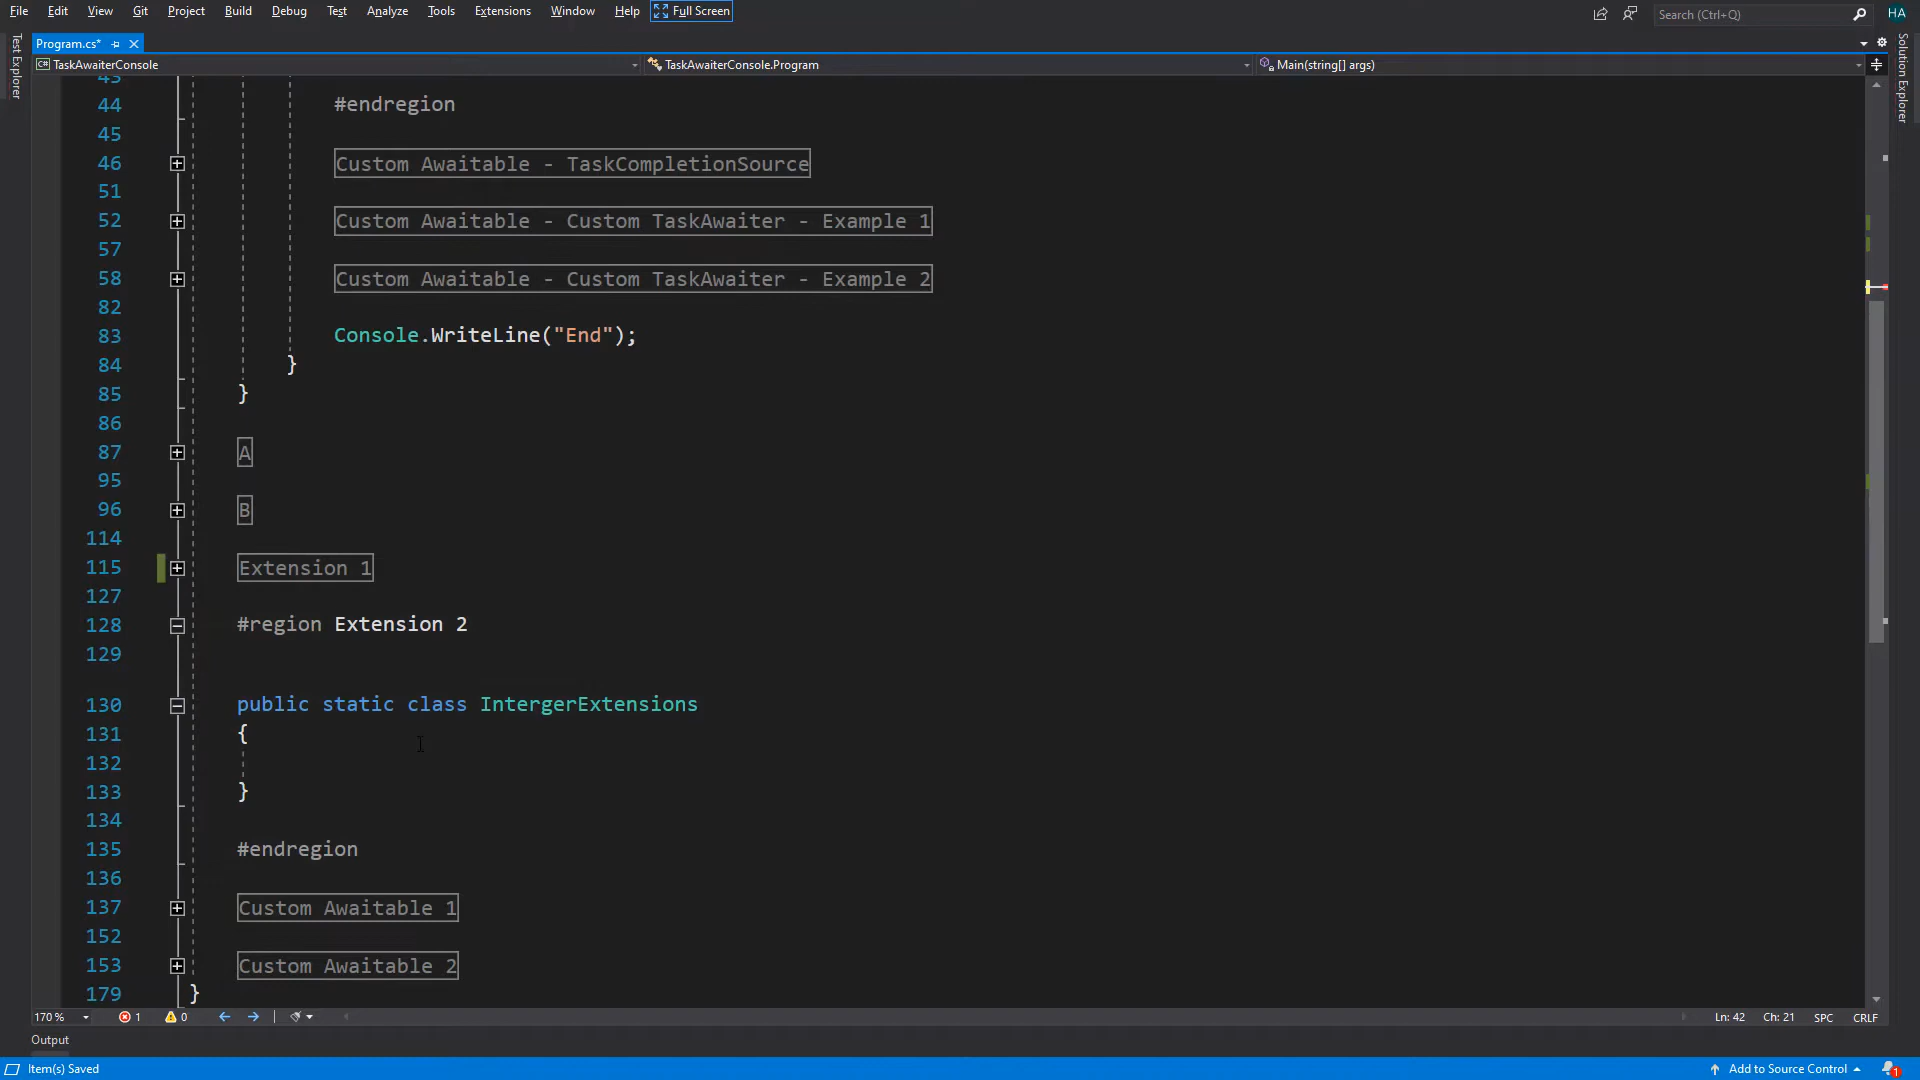 File Edit View Git Project Build Debug Test Analyze Tools Extensions Window Help Full Screen Search (Ctrl+Q) HA
Program.cs*
Test Explorer
Solution Explorer
C# TaskAwaiterConsole TaskAwaiterConsole.Program Main(string[] args)
43
44 #endregion
45
46 Custom Awaitable - TaskCompletionSource
51
52 Custom Awaitable - Custom TaskAwaiter - Example 1
57
58 Custom Awaitable - Custom TaskAwaiter - Example 2
82
83 Console.WriteLine("End");
84 }
85 }
86
87 A
95
96 B
114
115 Extension 1
127
128 #region Extension 2
129
130 public static class IntergerExtensions
131 {
132
133 }
134
135 #endregion
136
137 Custom Awaitable 1
152
153 Custom Awaitable 2
179 }
170 % 1 0 Ln: 42 Ch: 21 SPC CRLF
Output
Item(s) Saved Add to Source Control 1